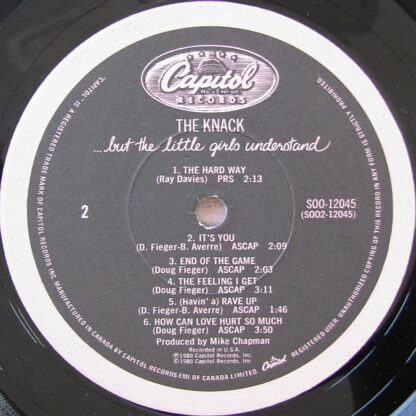 Capitol
RECORDS
THE KNACK
...but the little girls understand
1. THE HARD WAY
(Ray Davies) PRS 2:13
2
SOO-12045
(SOO2-12045)
2. IT'S YOU
(D. Fieger-B. Averre) ASCAP 2:09
3. END OF THE GAME
(Doug Fieger) ASCAP 2:03
4. THE FEELING I GET
(Doug Fieger) ASCAP 3:11
5. (Havin' a) RAVE UP
(D. Fieger-B. Averre) ASCAP 1:46
6. HOW CAN LOVE HURT SO MUCH
(Doug Fieger) ASCAP 3:50
Produced by Mike Chapman
Recorded in U.S.A
℗1980 Capitol Records, Inc
©1980 Capitol Records, Inc
Capitol
"CAPITOL" IS A REGISTERED TRADE MARK OF CAPITOL RECORDS INC. MANUFACTURED IN CANADA BY CAPITOL RECORDS-EMI OF CANADA LIMITED.
REGISTERED USER. UNAUTHORIZED COPYING OF THIS RECORD IN ANY FORM IS STRICTLY PROHIBITED.